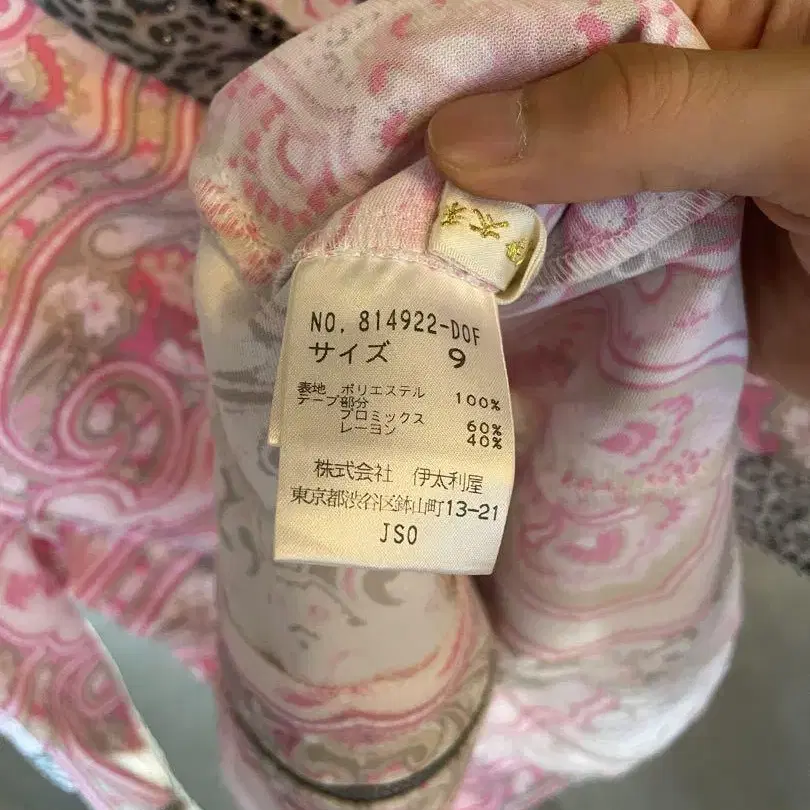 NO. 814922-DOF
サイズ 9
表地 ポリエステル 100%
テープ部分
プロミックス 60%
レーヨン 40%
株式会社 伊太利屋
東京都渋谷区鉢山町13-21
JSO